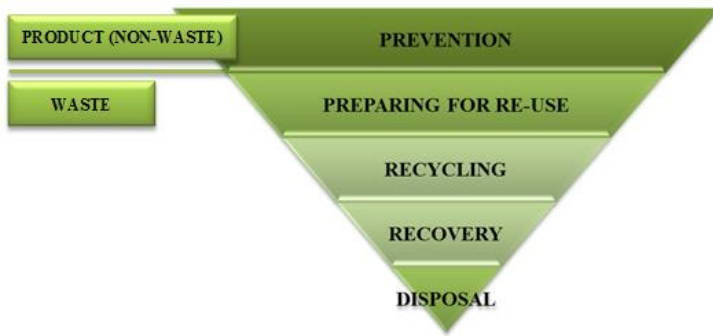 PRODUCT (NON-WASTE)
PREVENTION
WASTE
PREPARING FOR RE-USE
RECYCLING
RECOVERY
DISPOSAL